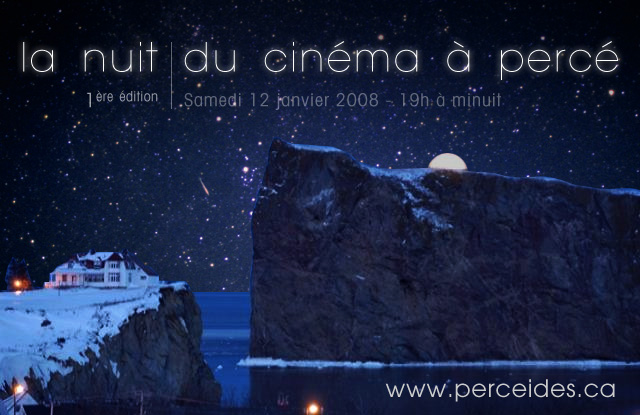 la nuit du cinéma à percé
1ère édition Samedi 12 janvier 2008 - 19h à minuit
www.perceides.ca